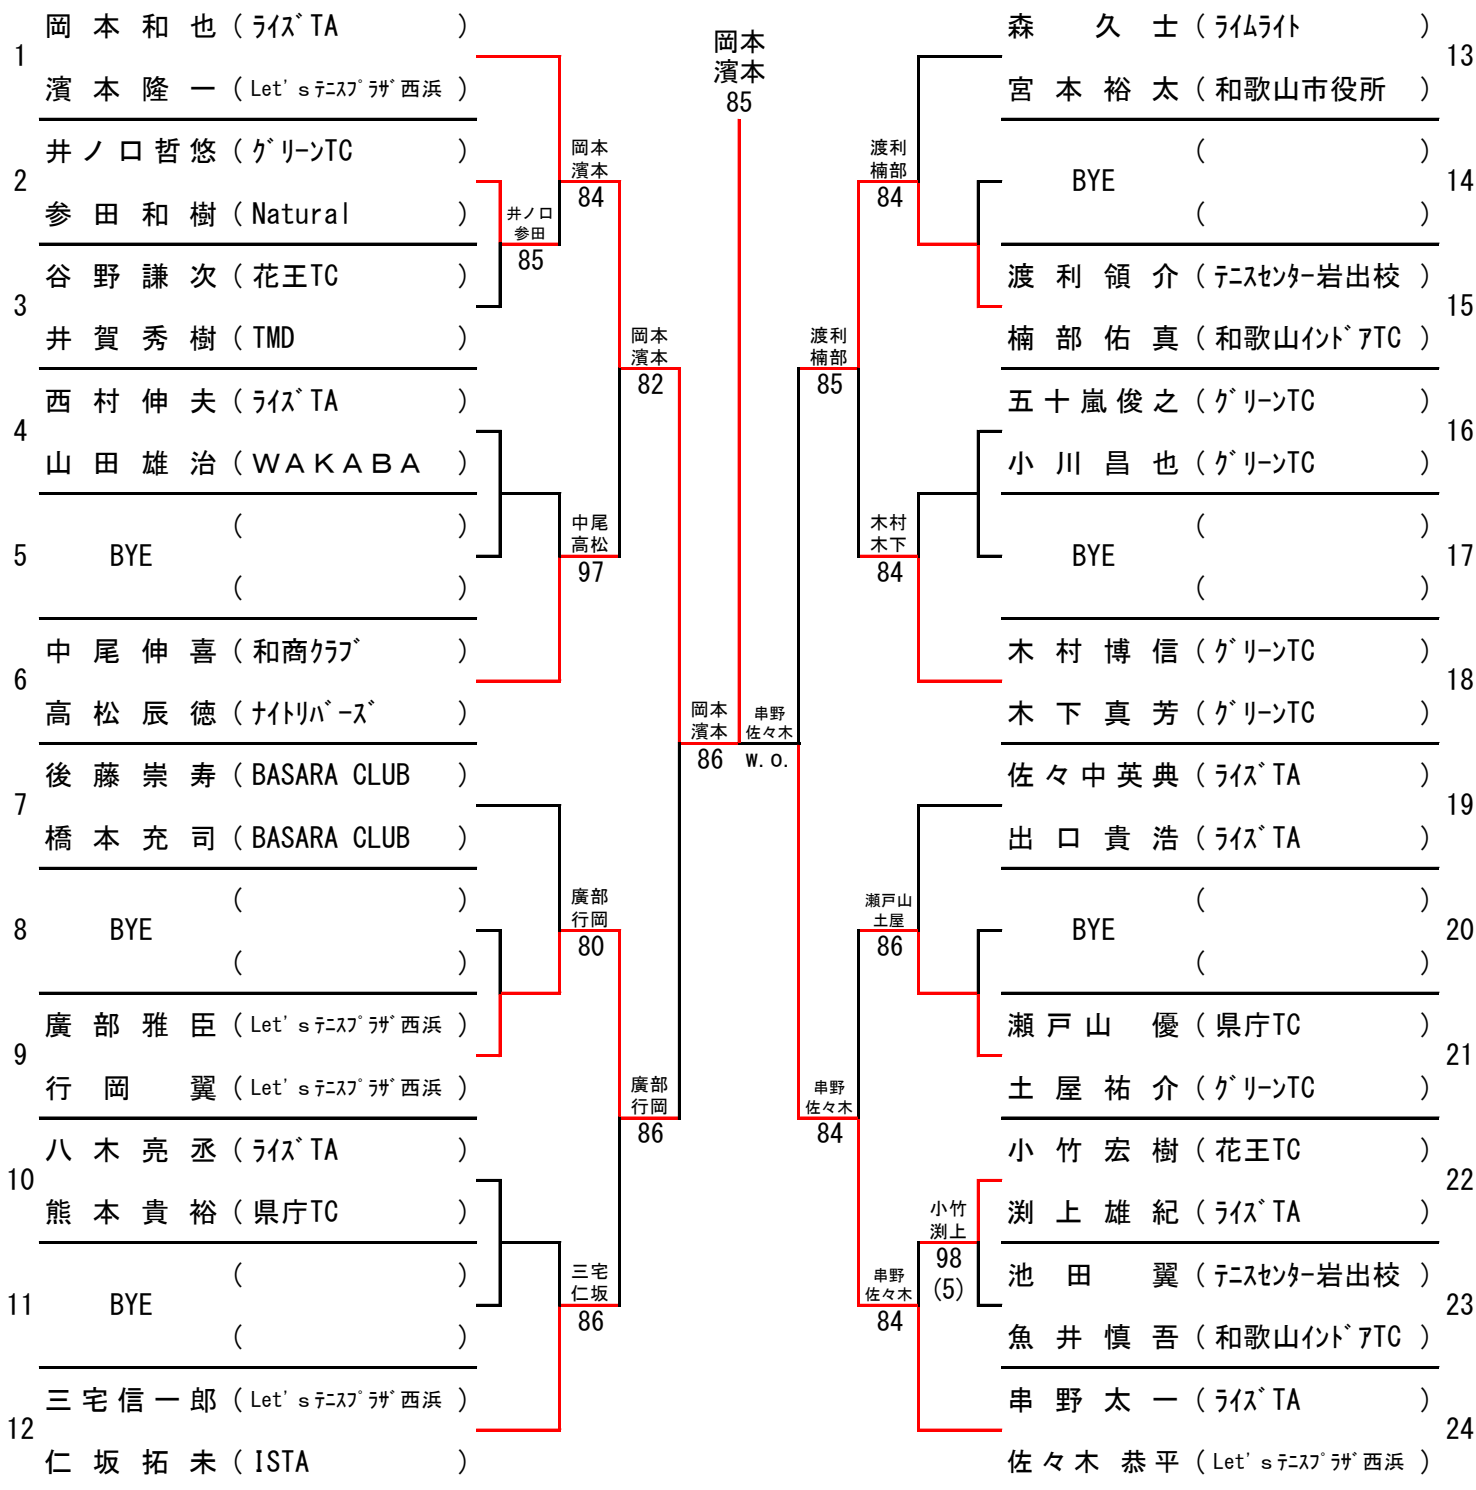 1
岡本和也（ライズTA）
濱本隆一（Let'sテニスプラザ西浜）
2
井ノ口哲悠（グリーンTC）
参田和樹（Natural）
3
谷野謙次（花王TC）
井賀秀樹（TMD）
4
西村伸夫（ライズTA）
山田雄治（ＷＡＫＡＢＡ）
5
BYE
（　）
（　）
6
中尾伸喜（和商クラブ）
高松辰徳（ナイトリバーズ）
7
後藤崇寿（BASARA CLUB）
橋本充司（BASARA CLUB）
8
BYE
（　）
（　）
9
廣部雅臣（Let'sテニスプラザ西浜）
行岡翼（Let'sテニスプラザ西浜）
10
八木亮丞（ライズTA）
熊本貴裕（県庁TC）
11
BYE
（　）
（　）
12
三宅信一郎（Let'sテニスプラザ西浜）
仁坂拓未（ISTA）
井ノ口
参田
85
岡本
濱本
84
中尾
高松
97
廣部
行岡
80
三宅
仁坂
86
岡本
濱本
82
廣部
行岡
86
岡本
濱本
86
岡本
濱本
85
串野
佐々木
w.o.
渡利
楠部
85
串野
佐々木
84
渡利
楠部
84
木村
木下
84
瀬戸山
土屋
86
串野
佐々木
84
小竹
渕上
98
(5)
森久士（ライムライト）
宮本裕太（和歌山市役所）
13
（　）
BYE
（　）
14
渡利領介（テニスセンター岩出校）
楠部佑真（和歌山インドアTC）
15
五十嵐俊之（グリーンTC）
小川昌也（グリーンTC）
16
（　）
BYE
（　）
17
木村博信（グリーンTC）
木下真芳（グリーンTC）
18
佐々中英典（ライズTA）
出口貴浩（ライズTA）
19
（　）
BYE
（　）
20
瀬戸山優（県庁TC）
土屋祐介（グリーンTC）
21
小竹宏樹（花王TC）
渕上雄紀（ライズTA）
22
池田翼（テニスセンター岩出校）
魚井慎吾（和歌山インドアTC）
23
串野太一（ライズTA）
佐々木恭平（Let'sテニスプラザ西浜）
24